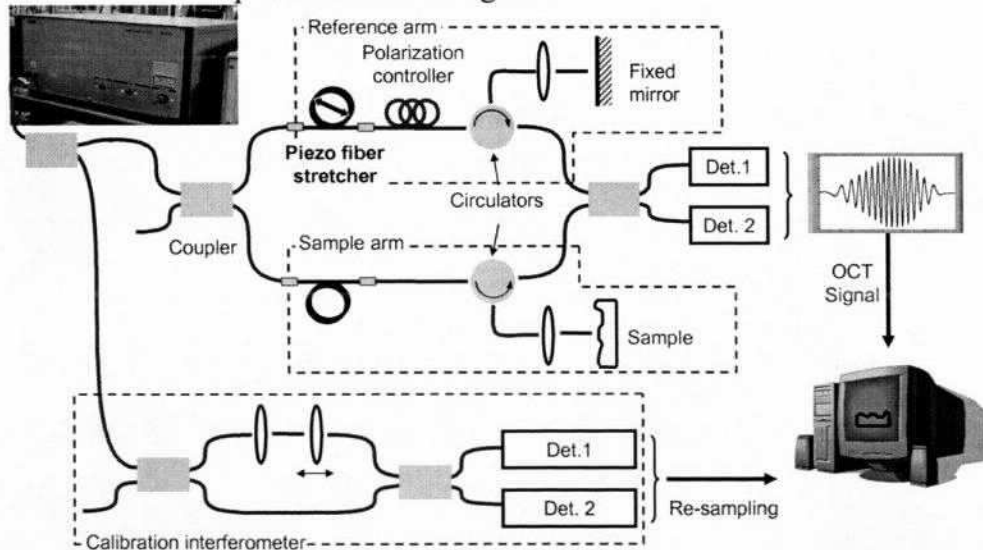 Reference arm
Polarization
controller
Fixed
mirror
Piezo fiber
stretcher
Circulators
Coupler
Sample arm
Sample
Det.1
Det. 2
OCT
Signal
Det.1
Det. 2
Re-sampling
Calibration interferometer